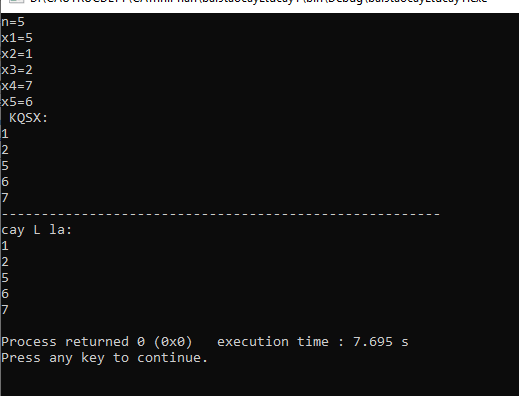 n=5
x1=5
x2=1
x3=2
x4=7
x5=6
KQSX:
1
2
5
6
7
-------------------------------------------------------
cay L la:
1
2
5
6
7
Process returned 0 (0x0)   execution time : 7.695 s
Press any key to continue.